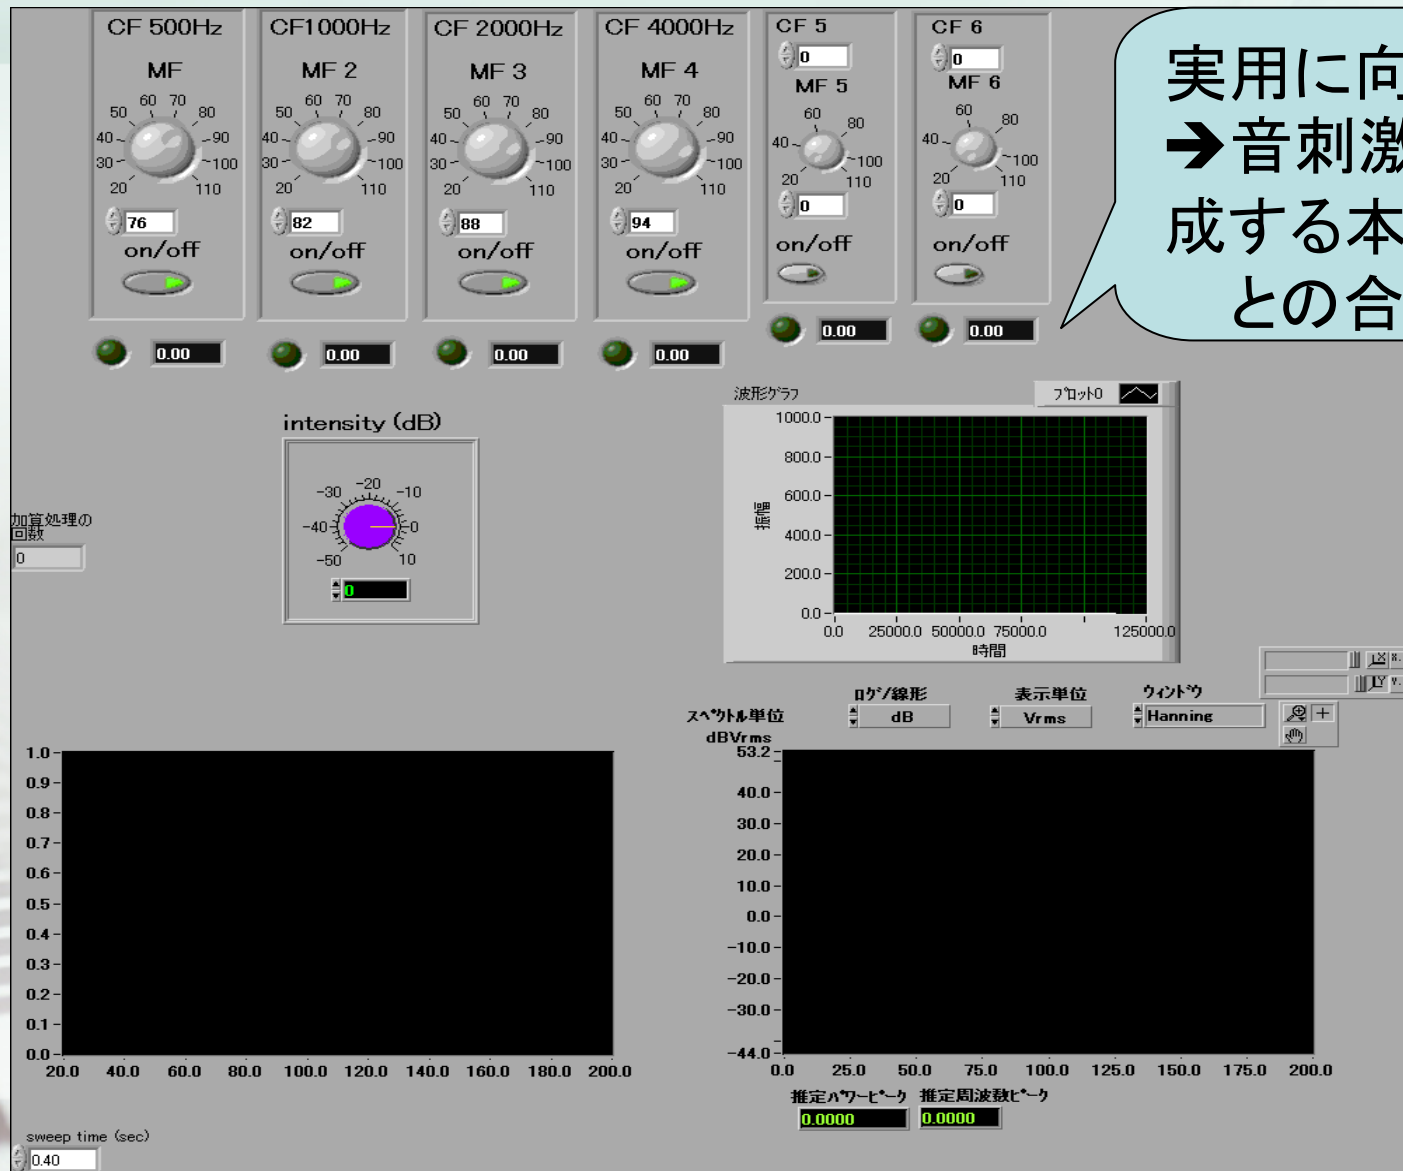 CF 500Hz
MF
20 30 40 50 60 70 80 90 100 110
76
on/off
0.00
CF1000Hz
MF 2
20 30 40 50 60 70 80 90 100 110
82
on/off
0.00
CF 2000Hz
MF 3
20 30 40 50 60 70 80 90 100 110
88
on/off
0.00
CF 4000Hz
MF 4
20 30 40 50 60 70 80 90 100 110
94
on/off
0.00
CF 5
0
MF 5
20 40 60 80 100 110
0
on/off
0.00
CF 6
0
MF 6
20 40 60 80 100 110
0
on/off
0.00
実用に向
➔音刺激
成する本
との合
intensity (dB)
-50 -40 -30 -20 -10 0 10
0
加算処理の
回数
0
波形グラフ
プロット0
振幅
1000.0
800.0
600.0
400.0
200.0
0.0
0.0 25000.0 50000.0 75000.0 125000.0
時間
スペクトル単位
dBVrms
ログ/線形
dB
表示単位
Vrms
ウィンドウ
Hanning
X
Y
1.0
0.9
0.8
0.7
0.6
0.5
0.4
0.3
0.2
0.1
0.0
20.0 40.0 60.0 80.0 100.0 120.0 140.0 160.0 180.0 200.0
53.2
40.0
30.0
20.0
10.0
0.0
-10.0
-20.0
-30.0
-44.0
0.0 25.0 50.0 75.0 100.0 125.0 150.0 175.0 200.0
推定パワーピーク
0.0000
推定周波数ピーク
0.0000
sweep time (sec)
0.40